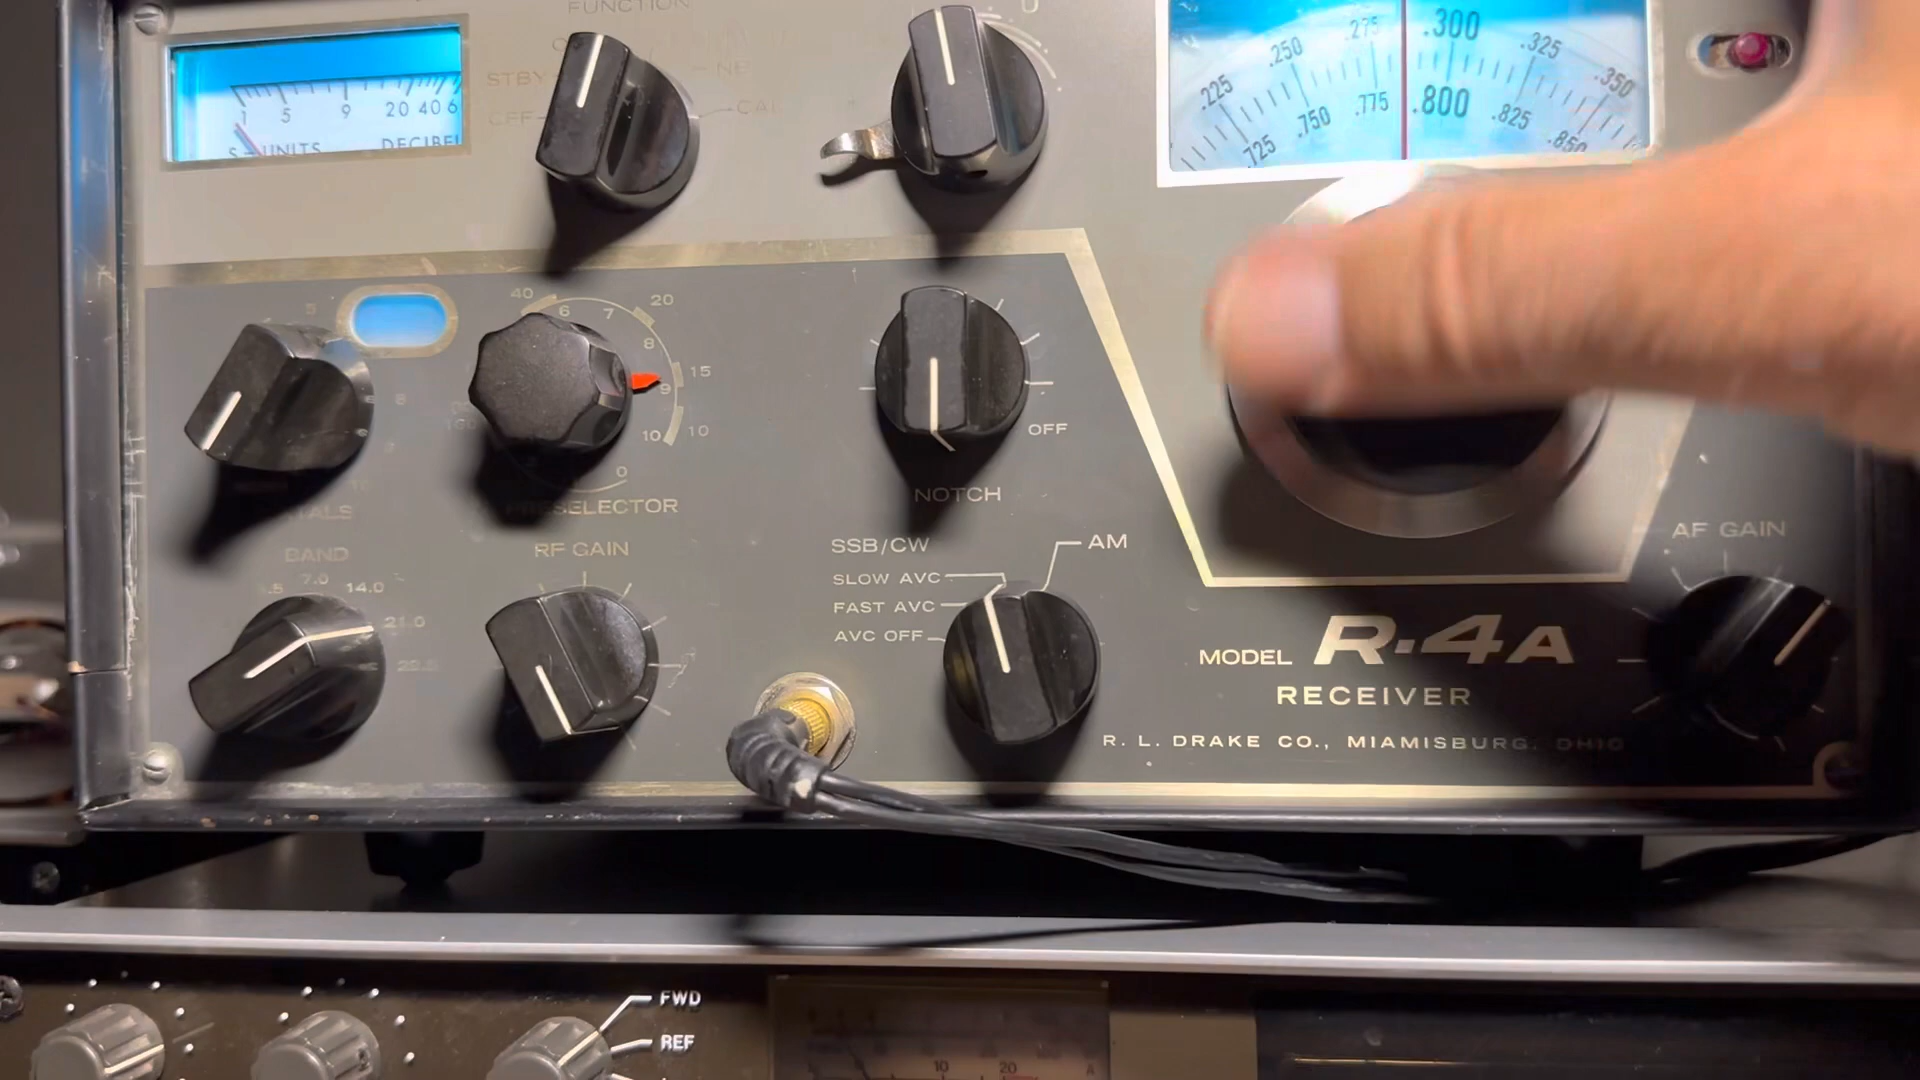 FUNCTION
STBY
NB
CAL
OFF
1 5 9 20 40 6
S-UNITS DECIBEL
.225 .250 .275 .300 .325 .350
.725 .750 .775 .800 .825 .850
5
6
8
40 6 7 20
8
15
9
10 10
0
PRESELECTOR
OFF
NOTCH
BAND
7.0
14.0
21.0
RF GAIN
SSB/CW
SLOW AVC
FAST AVC
AVC OFF
AM
AF GAIN
MODEL R-4A
RECEIVER
R. L. DRAKE CO., MIAMISBURG, OHIO
FWD
REF
10 20